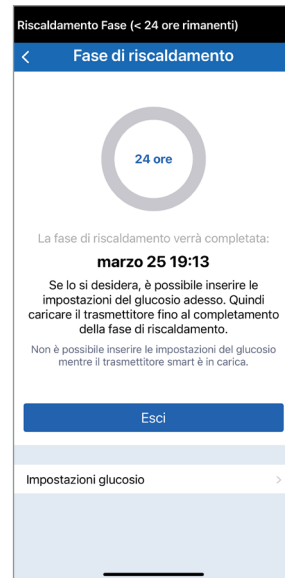 Riscaldamento Fase (< 24 ore rimanenti)
Fase di riscaldamento
24 ore
La fase di riscaldamento verrà completata:
marzo 25 19:13
Se lo si desidera, è possibile inserire le
impostazioni del glucosio adesso. Quindi
caricare il trasmettitore fino al completamento
della fase di riscaldamento.
Non è possibile inserire le impostazioni del glucosio
mentre il trasmettitore smart è in carica.
Esci
Impostazioni glucosio